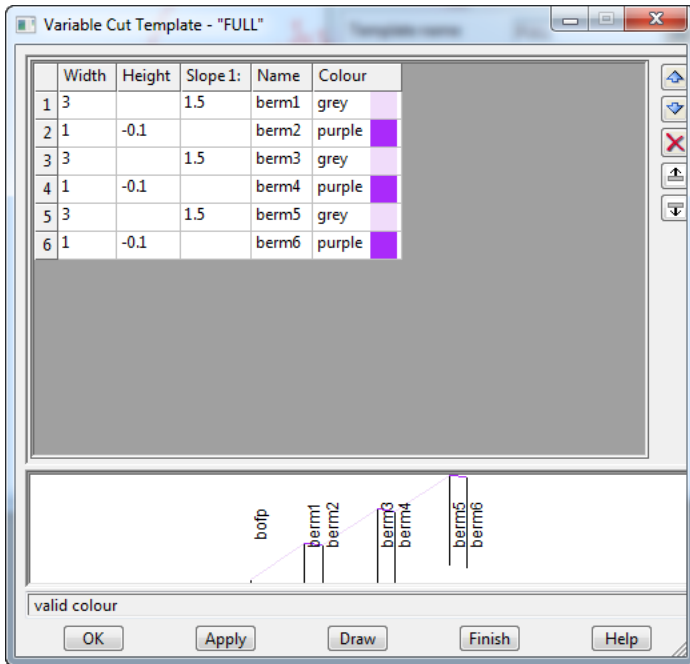 Variable Cut Template - "FULL"
Width Height Slope 1: Name Colour
1 3 1.5 berm1 grey
2 1 -0.1 berm2 purple
3 3 1.5 berm3 grey
4 1 -0.1 berm4 purple
5 3 1.5 berm5 grey
6 1 -0.1 berm6 purple
bofp
berm1
berm2
berm3
berm4
berm5
berm6
valid colour
OK Apply Draw Finish Help